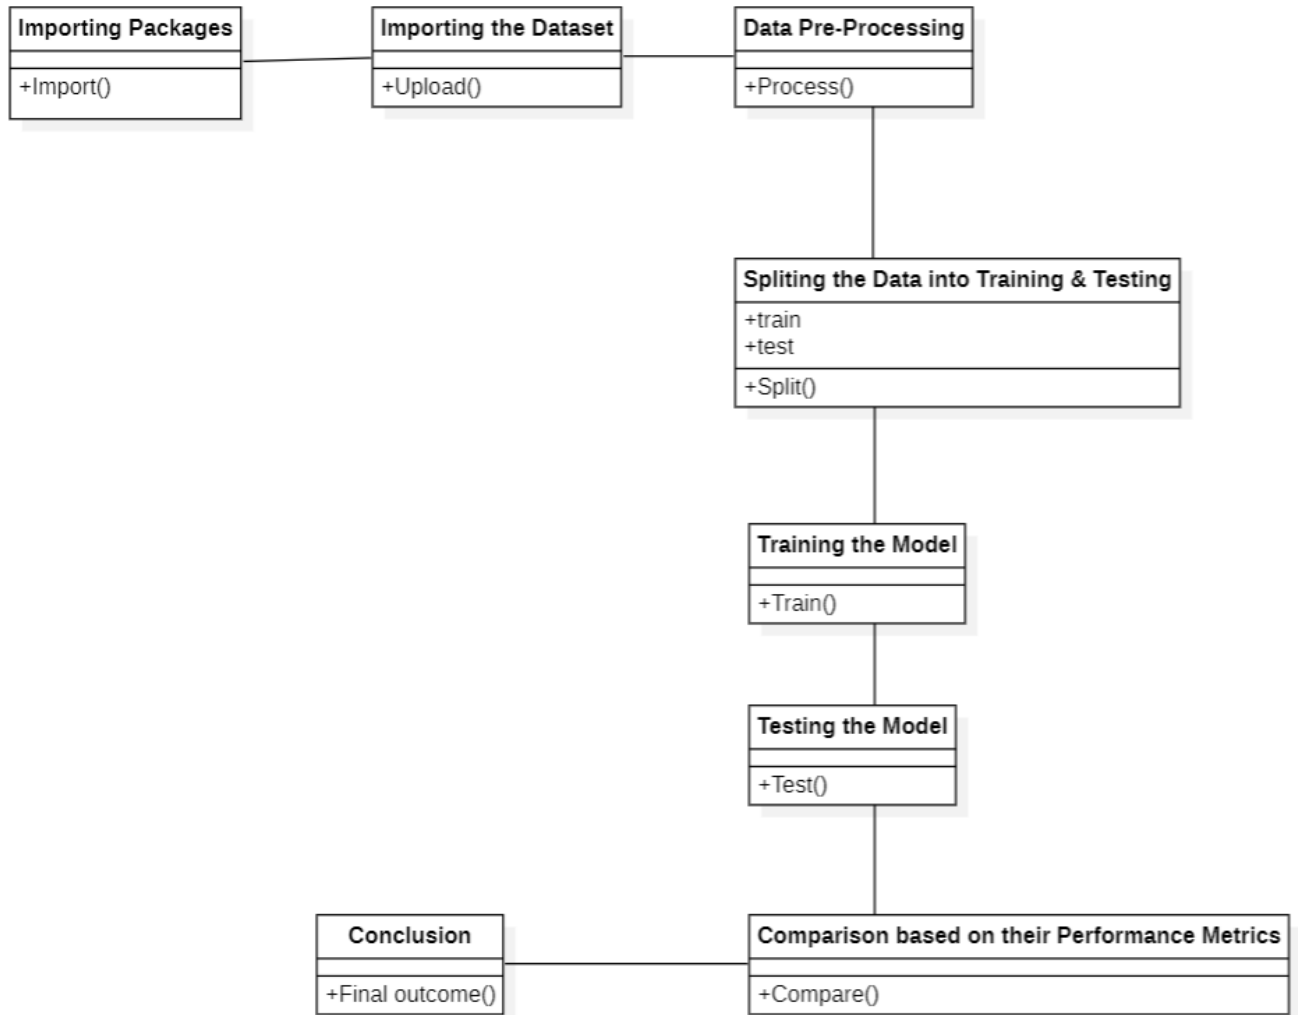 Importing Packages
+Import()
Importing the Dataset
+Upload()
Data Pre-Processing
+Process()
Spliting the Data into Training & Testing
+train
+test
+Split()
Training the Model
+Train()
Testing the Model
+Test()
Comparison based on their Performance Metrics
+Compare()
Conclusion
+Final outcome()